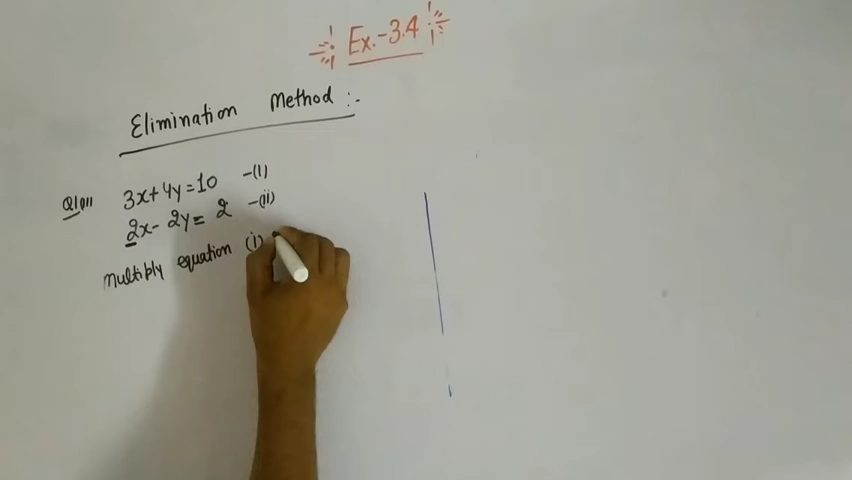 Ex.-3.4
Elimination Method :-
Q1(ii) 3x+4y=10 -(i)
2x-2y=2 -(ii)
Multiply equation (i)